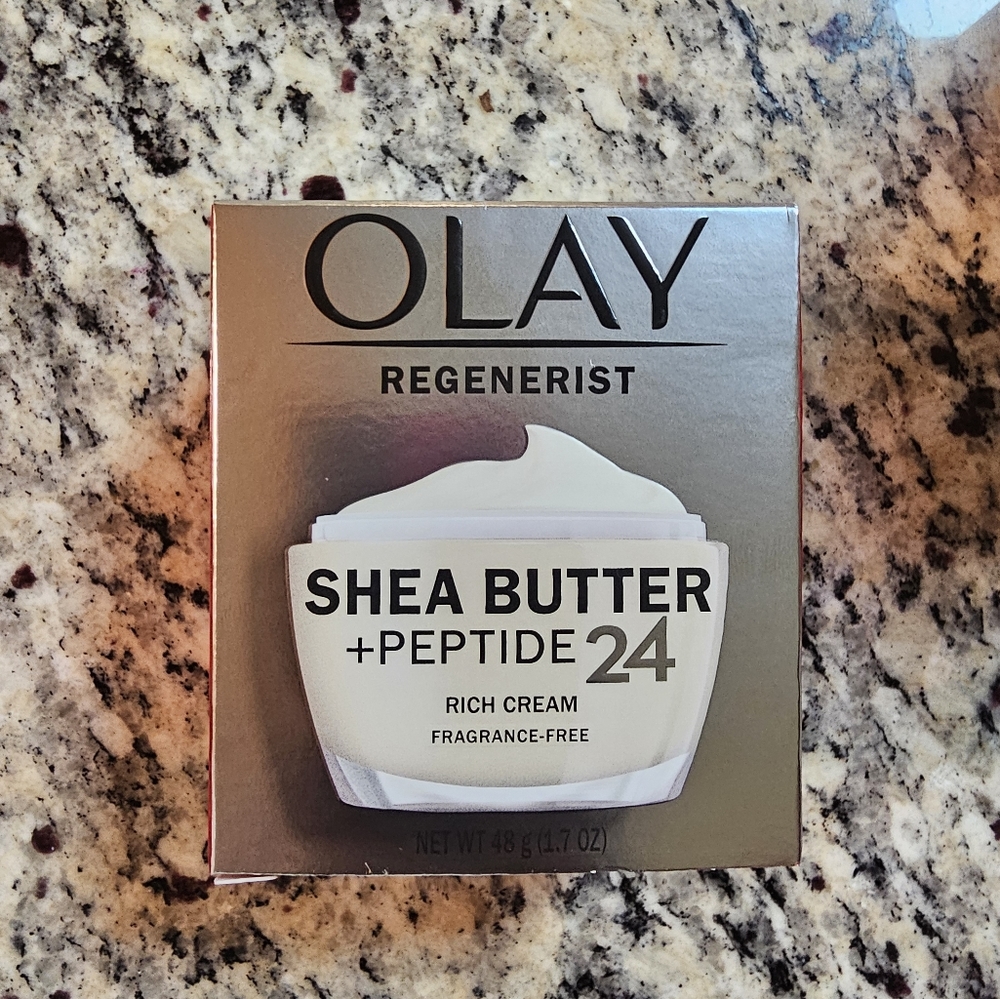 OLAY
REGENERIST
SHEA BUTTER
+PEPTIDE 24
RICH CREAM
FRAGRANCE-FREE
NET WT 48 g (1.7 OZ)